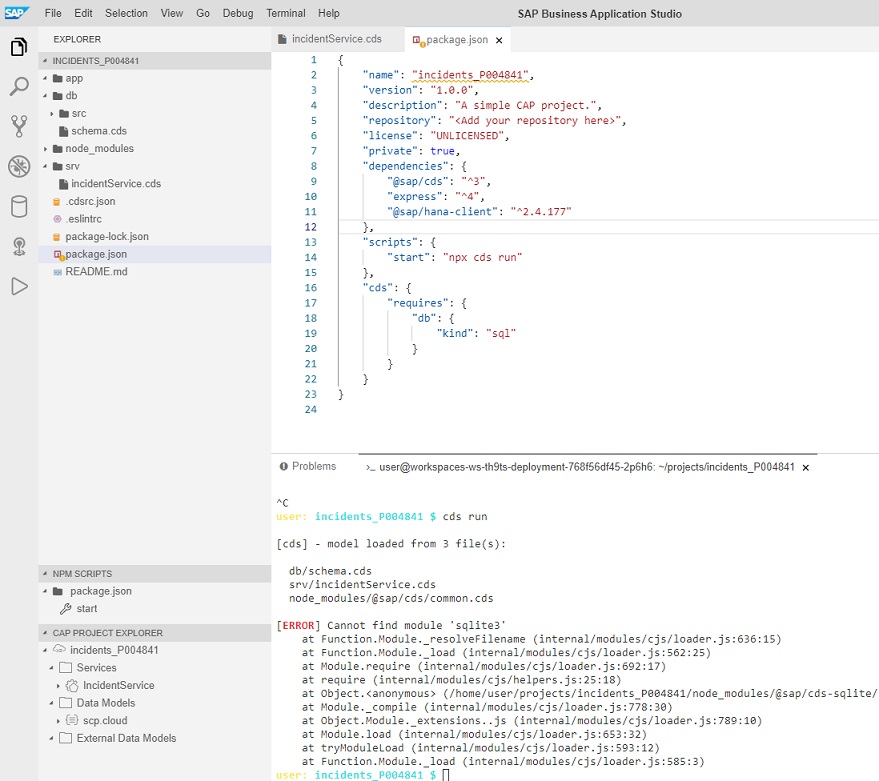 SAP File Edit Selection View Go Debug Terminal Help SAP Business Application Studio
EXPLORER
INCIDENTS_P004841
app
db
src
schema.cds
node_modules
srv
incidentService.cds
.cdsrc.json
.eslintrc
package-lock.json
package.json
README.md
NPM SCRIPTS
package.json
start
CAP PROJECT EXPLORER
incidents_P004841
Services
IncidentService
Data Models
scp.cloud
External Data Models
incidentService.cds package.json ×
1 {
2 "name": "incidents_P004841",
3 "version": "1.0.0",
4 "description": "A simple CAP project.",
5 "repository": "<Add your repository here>",
6 "license": "UNLICENSED",
7 "private": true,
8 "dependencies": {
9 "@sap/cds": "^3",
10 "express": "^4",
11 "@sap/hana-client": "^2.4.177"
12 },
13 "scripts": {
14 "start": "npx cds run"
15 },
16 "cds": {
17 "requires": {
18 "db": {
19 "kind": "sql"
20 }
21 }
22 }
23 }
24
Problems >_ user@workspaces-ws-th9ts-deployment-768f56df45-2p6h6: ~/projects/incidents_P004841 ×
^C
user: incidents_P004841 $ cds run
[cds] - model loaded from 3 file(s):
db/schema.cds
srv/incidentService.cds
node_modules/@sap/cds/common.cds
[ERROR] Cannot find module 'sqlite3'
at Function.Module._resolveFilename (internal/modules/cjs/loader.js:636:15)
at Function.Module._load (internal/modules/cjs/loader.js:562:25)
at Module.require (internal/modules/cjs/loader.js:692:17)
at require (internal/modules/cjs/helpers.js:25:18)
at Object.<anonymous> (/home/user/projects/incidents_P004841/node_modules/@sap/cds-sqlite/
at Module._compile (internal/modules/cjs/loader.js:778:30)
at Object.Module._extensions..js (internal/modules/cjs/loader.js:789:10)
at Module.load (internal/modules/cjs/loader.js:653:32)
at tryModuleLoad (internal/modules/cjs/loader.js:593:12)
at Function.Module._load (internal/modules/cjs/loader.js:585:3)
user: incidents_P004841 $